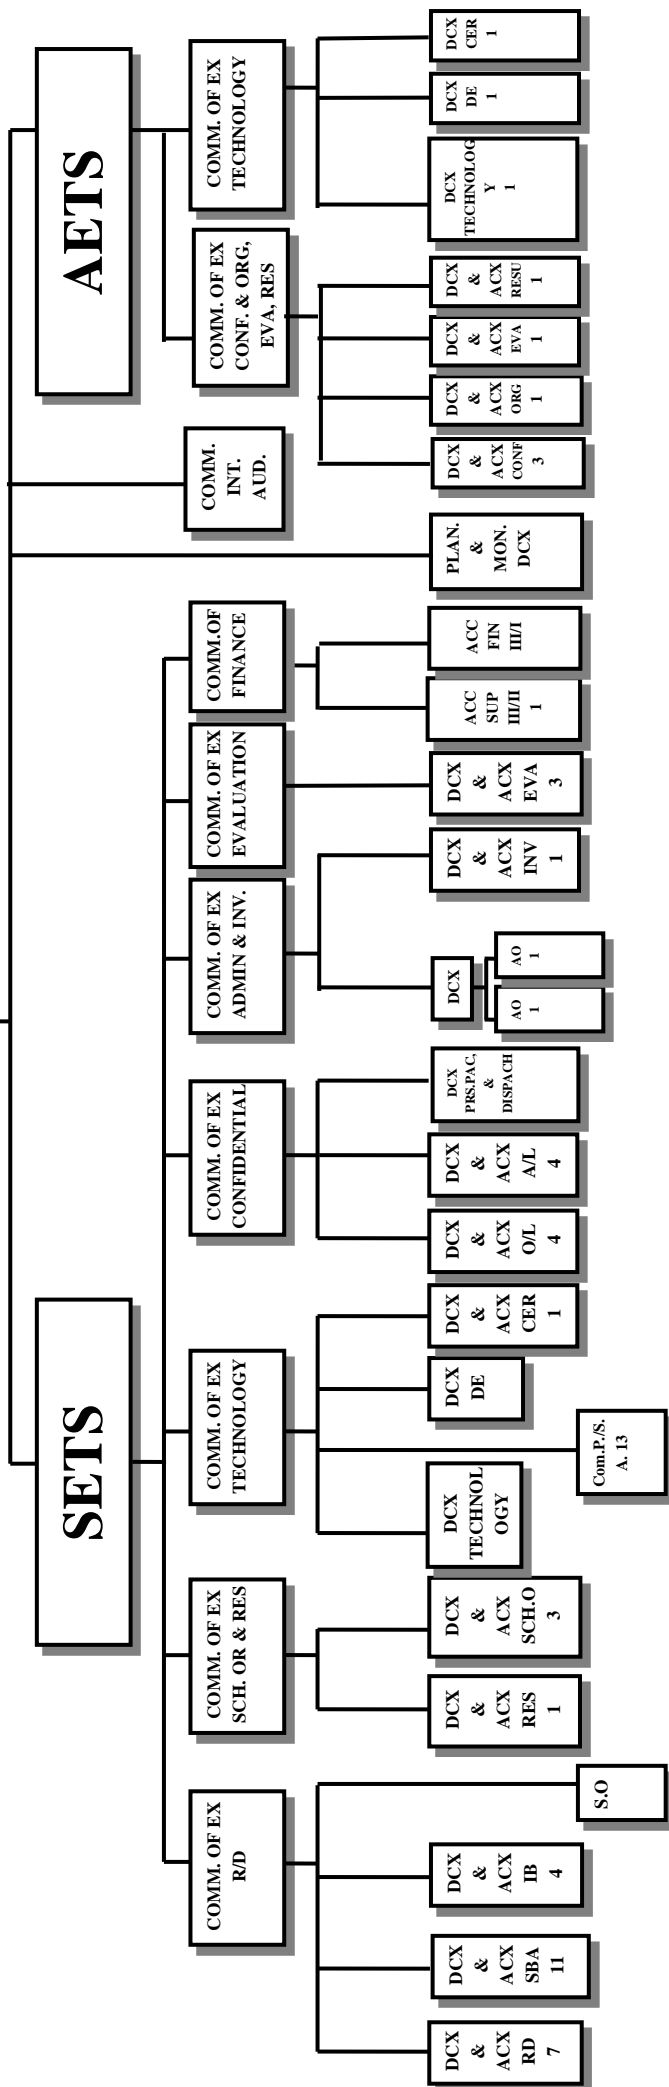 SETS
AETS
COMM. OF EX
R/D
COMM. OF EX
SCH. OR & RES
COMM. OF EX
TECHNOLOGY
COMM. OF EX
CONFIDENTIAL
COMM. OF EX
ADMIN & INV.
COMM. OF EX
EVALUATION
COMM.OF
FINANCE
COMM.
INT.
AUD.
COMM. OF EX
CONF. & ORG,
EVA, RES
COMM. OF EX
TECHNOLOGY
DCX
&
ACX
RD
7
DCX
&
ACX
SBA
11
DCX
&
ACX
IB
4
S.O
DCX
&
ACX
RES
1
DCX
&
ACX
SCH.O
3
DCX
TECHNOL
OGY
Com.P./S.
A. 13
DCX
DE
DCX
&
ACX
CER
1
DCX
&
ACX
O/L
4
DCX
&
ACX
A/L
4
DCX
PRS.PAC,
&
DISPACH
DCX
AO
1
AO
1
DCX
&
ACX
INV
1
DCX
&
ACX
EVA
3
ACC
SUP
III/II
1
ACC
FIN
III/I
PLAN.
&
MON.
DCX
DCX
&
ACX
CONF
3
DCX
&
ACX
ORG
1
DCX
&
ACX
EVA
1
DCX
&
ACX
RESU
1
DCX
TECHNOLOG
Y
1
DCX
DE
1
DCX
CER
1